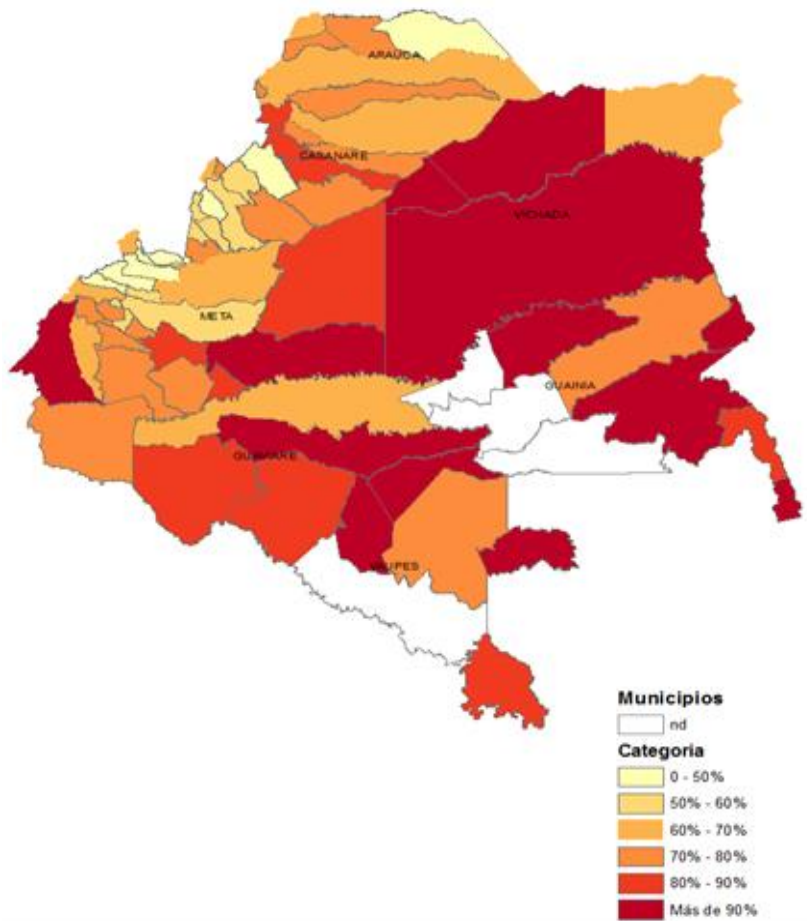 ARAUCA
CASANARE
VICHADA
META
GUAINIA
GUAVIARE
VAUPES
Municipios
nd
Categoría
0 - 50%
50% - 60%
60% - 70%
70% - 80%
80% - 90%
Más de 90%